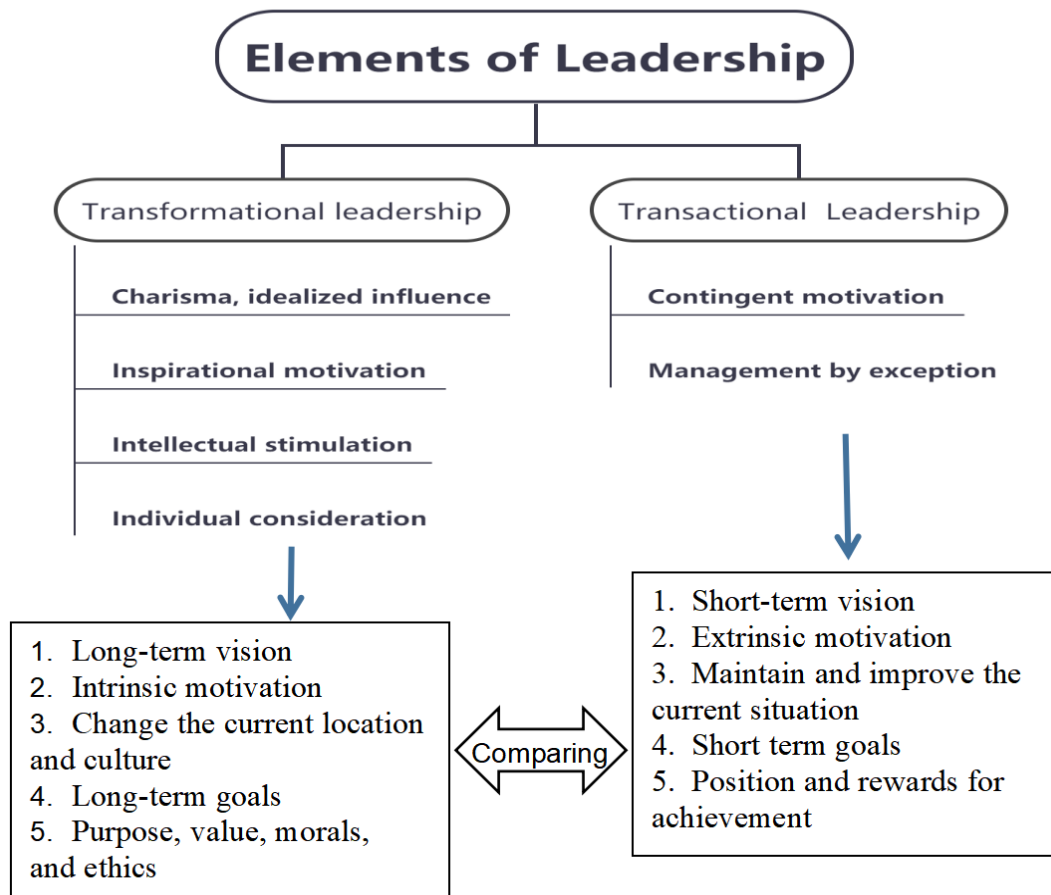 Elements of Leadership
Transformational leadership
Charisma, idealized influence
Inspirational motivation
Intellectual stimulation
Individual consideration
1. Long-term vision
2. Intrinsic motivation
3. Change the current location
and culture
4. Long-term goals
5. Purpose, value, morals,
and ethics
Comparing
Transactional Leadership
Contingent motivation
Management by exception
1. Short-term vision
2. Extrinsic motivation
3. Maintain and improve the
current situation
4. Short term goals
5. Position and rewards for
achievement